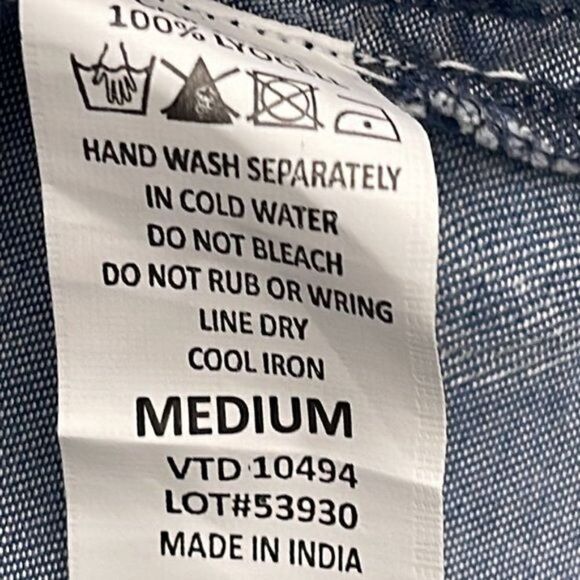 100% LYOCELL
HAND WASH SEPARATELY
IN COLD WATER
DO NOT BLEACH
DO NOT RUB OR WRING
LINE DRY
COOL IRON
MEDIUM
VTD 10494
LOT#53930
MADE IN INDIA